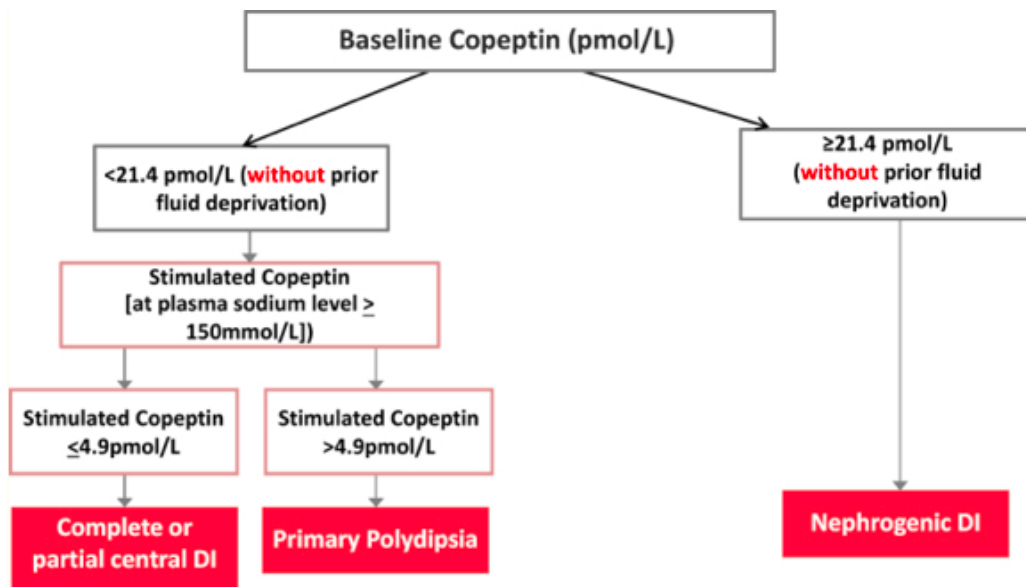 Baseline Copeptin (pmol/L)
<21.4 pmol/L (without prior
fluid deprivation)
≥21.4 pmol/L
(without prior fluid
deprivation)
Stimulated Copeptin
[at plasma sodium level ≥
150mmol/L])
Stimulated Copeptin
≤4.9pmol/L
Stimulated Copeptin
>4.9pmol/L
Complete or
partial central DI
Primary Polydipsia
Nephrogenic DI